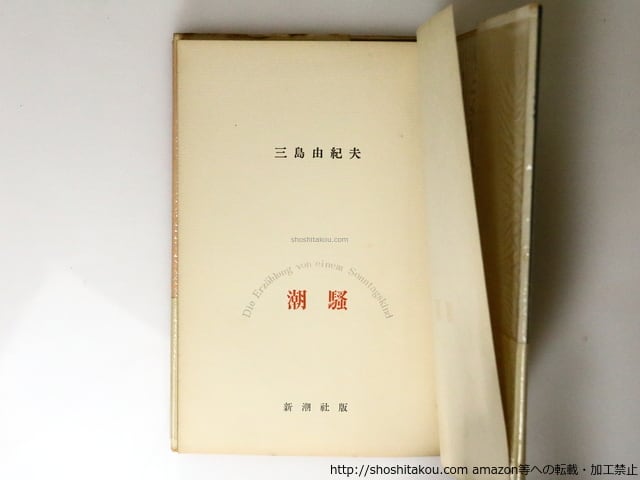 三島由紀夫
shoshitakou.com
Die Erzählung von einem Sonntagskind
潮騒
新潮社版
http://shoshitakou.com amazon等への転載・加工禁止